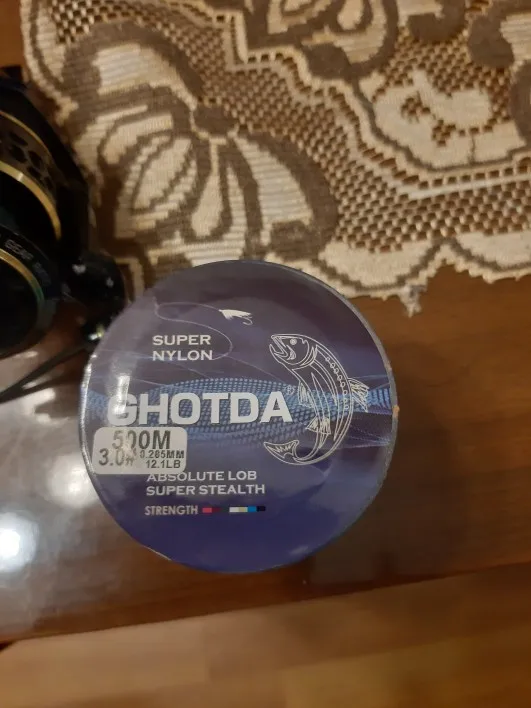 SUPER
NYLON
GHOTDA
500M
3.0# 0.285MM
12.1LB
ABSOLUTE LOB
SUPER STEALTH
STRENGTH